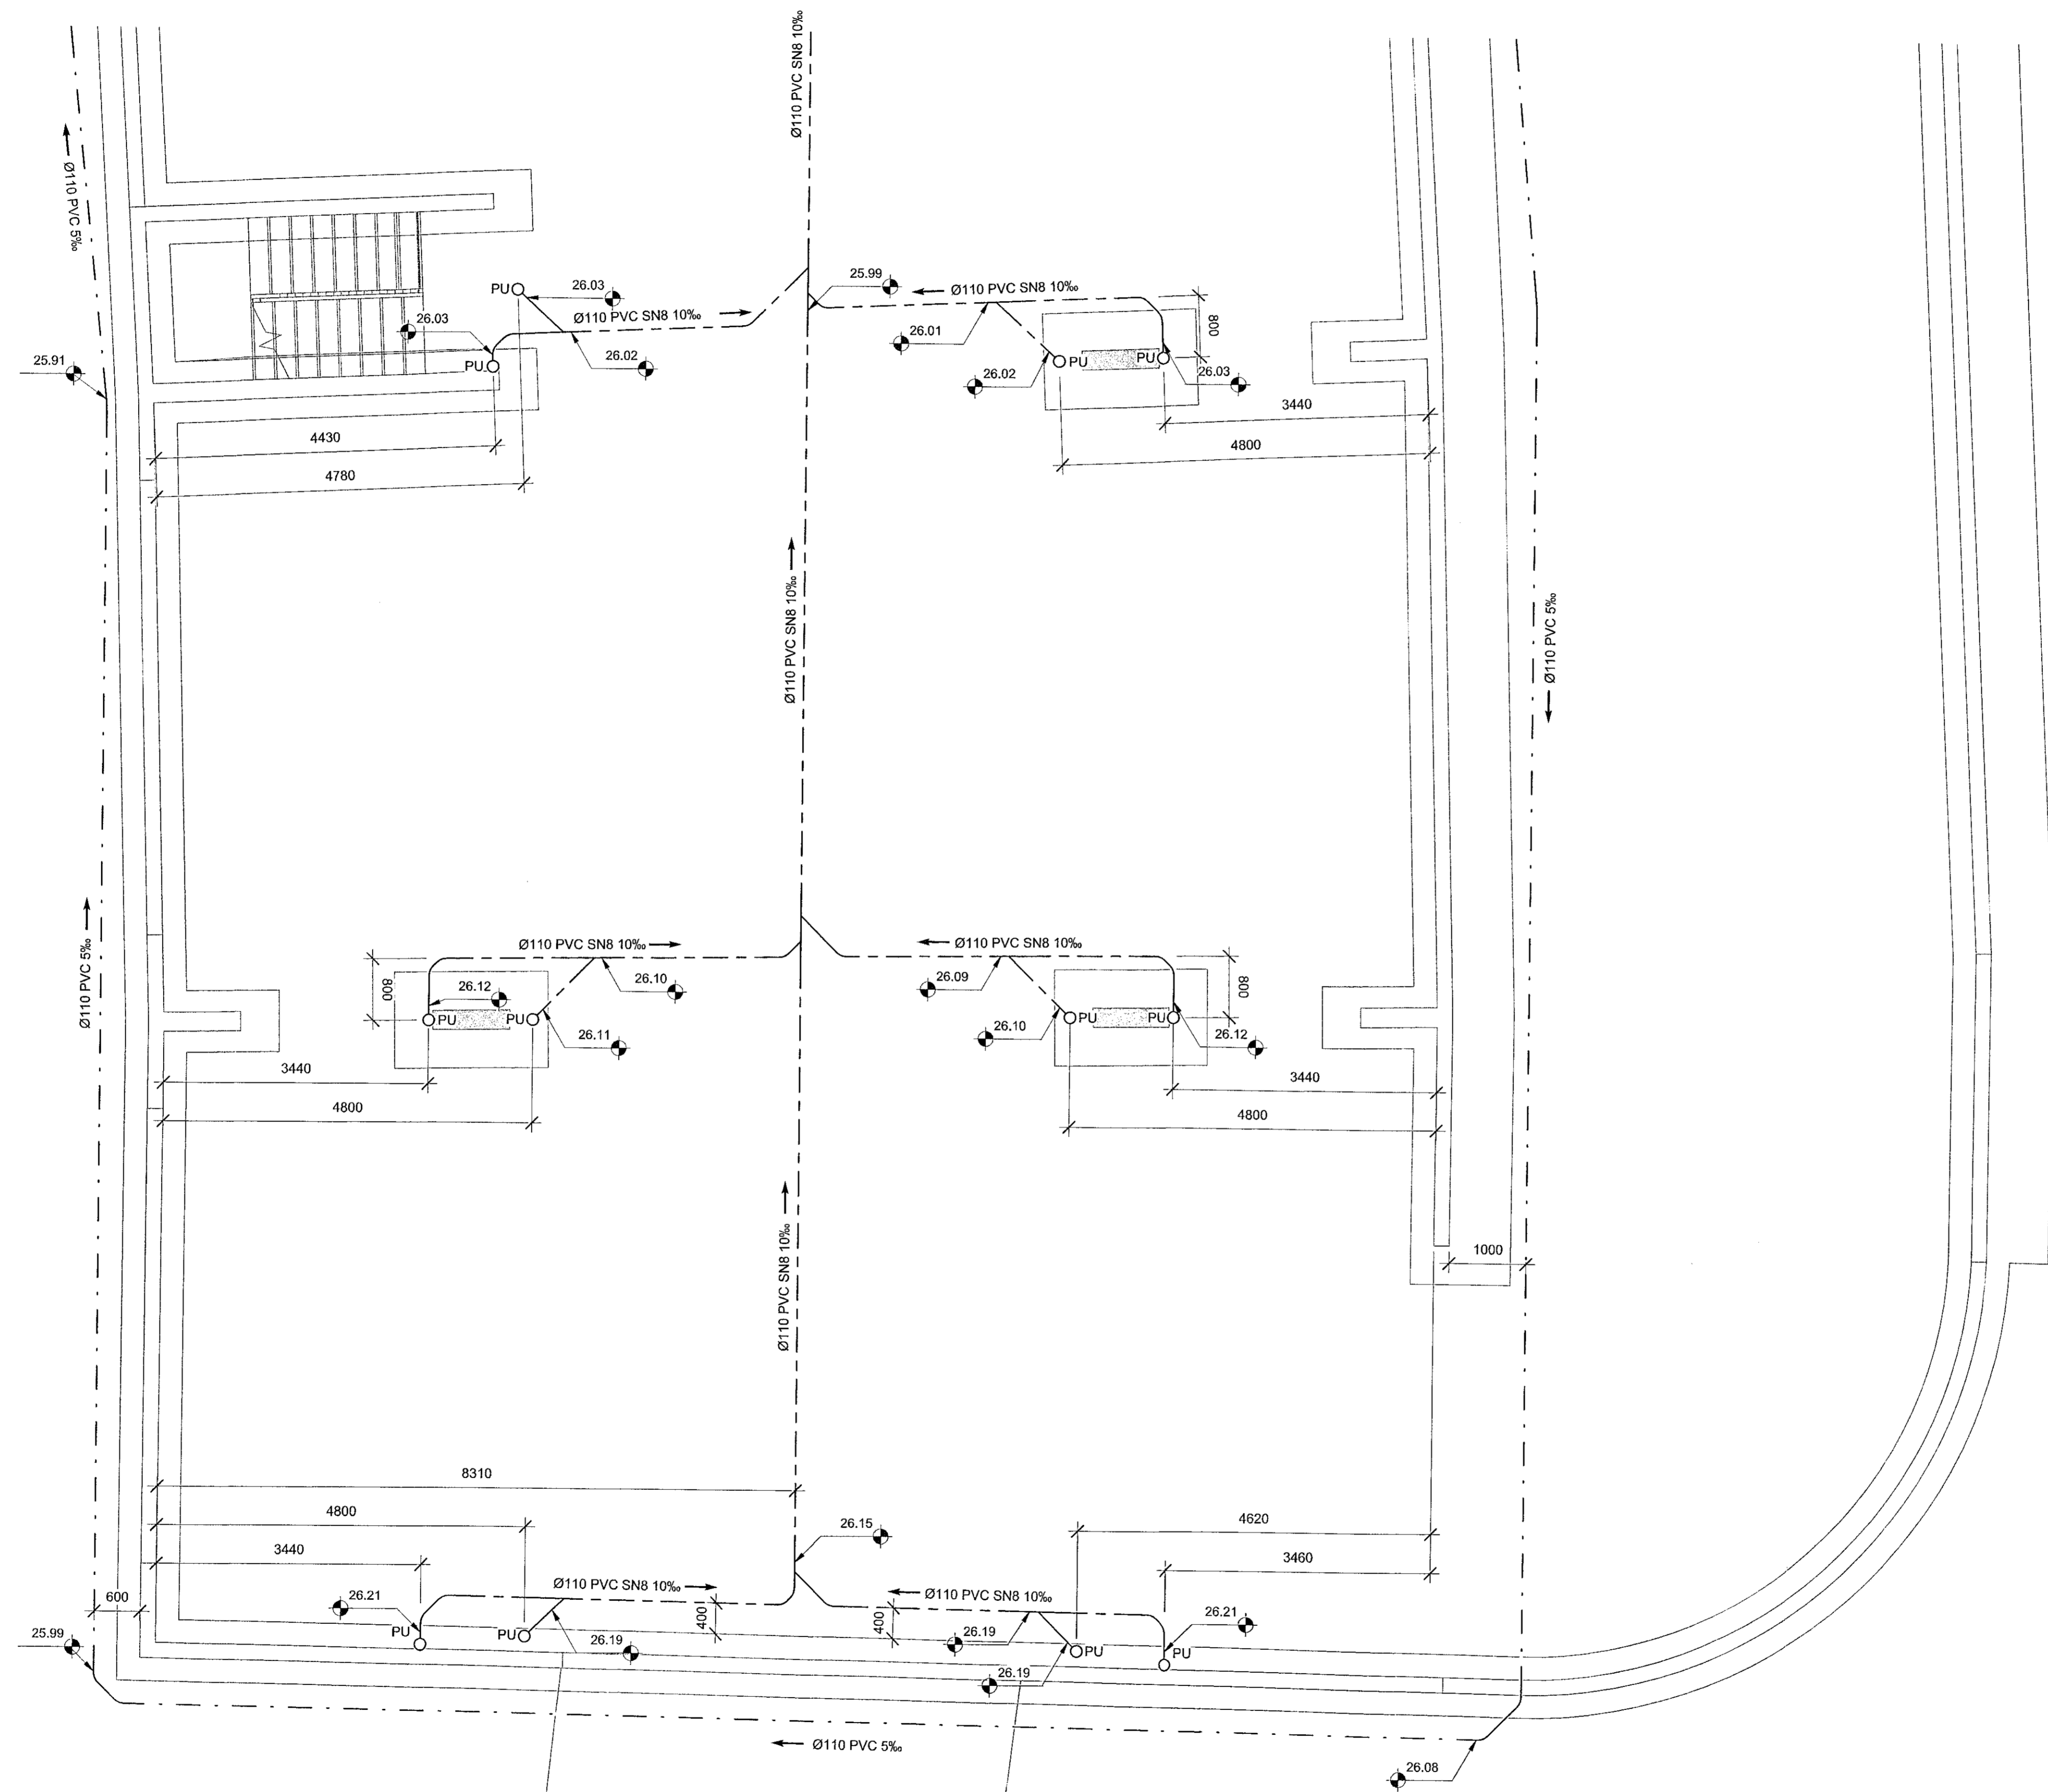 Ø110 PVC SN8 10‰
Ø110 PVC 5‰
PU
26.03
25.99
Ø110 PVC SN8 10‰
26.03
Ø110 PVC SN8 10‰
800
26.01
26.02
25.91
PU
PU
PU
26.02
26.03
3440
4430
4800
4780
Ø110 PVC SN8 10‰
Ø110 PVC 5‰
Ø110 PVC 5‰
Ø110 PVC SN8 10‰
Ø110 PVC SN8 10‰
800
26.12
26.10
26.09
800
PU
PU
PU
PU
26.11
26.10
26.12
3440
3440
4800
4800
Ø110 PVC SN8 10‰
1000
8310
4800
26.15
4620
3440
3460
Ø110 PVC SN8 10‰
Ø110 PVC SN8 10‰
600
26.21
400
400
26.21
25.99
PU
PU
26.19
26.19
PU
PU
26.19
Ø110 PVC 5‰
26.08